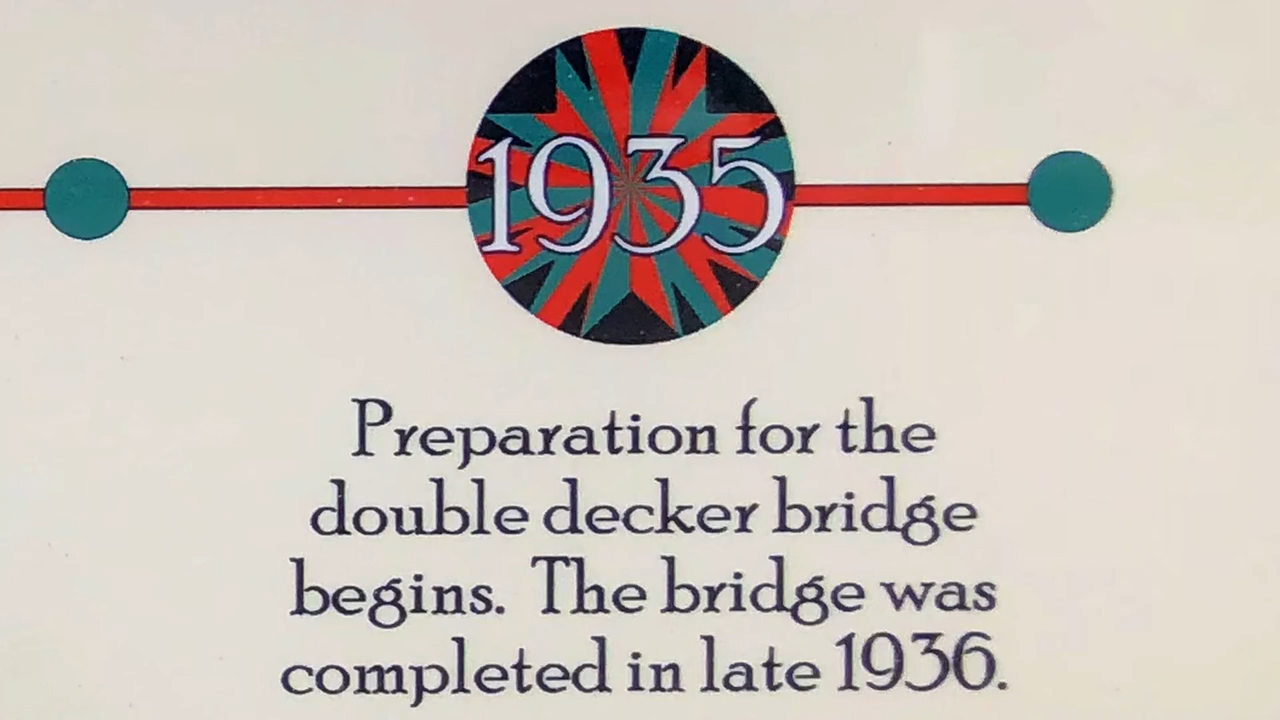 1935
Preparation for the
double decker bridge
begins. The bridge was
completed in late 1936.